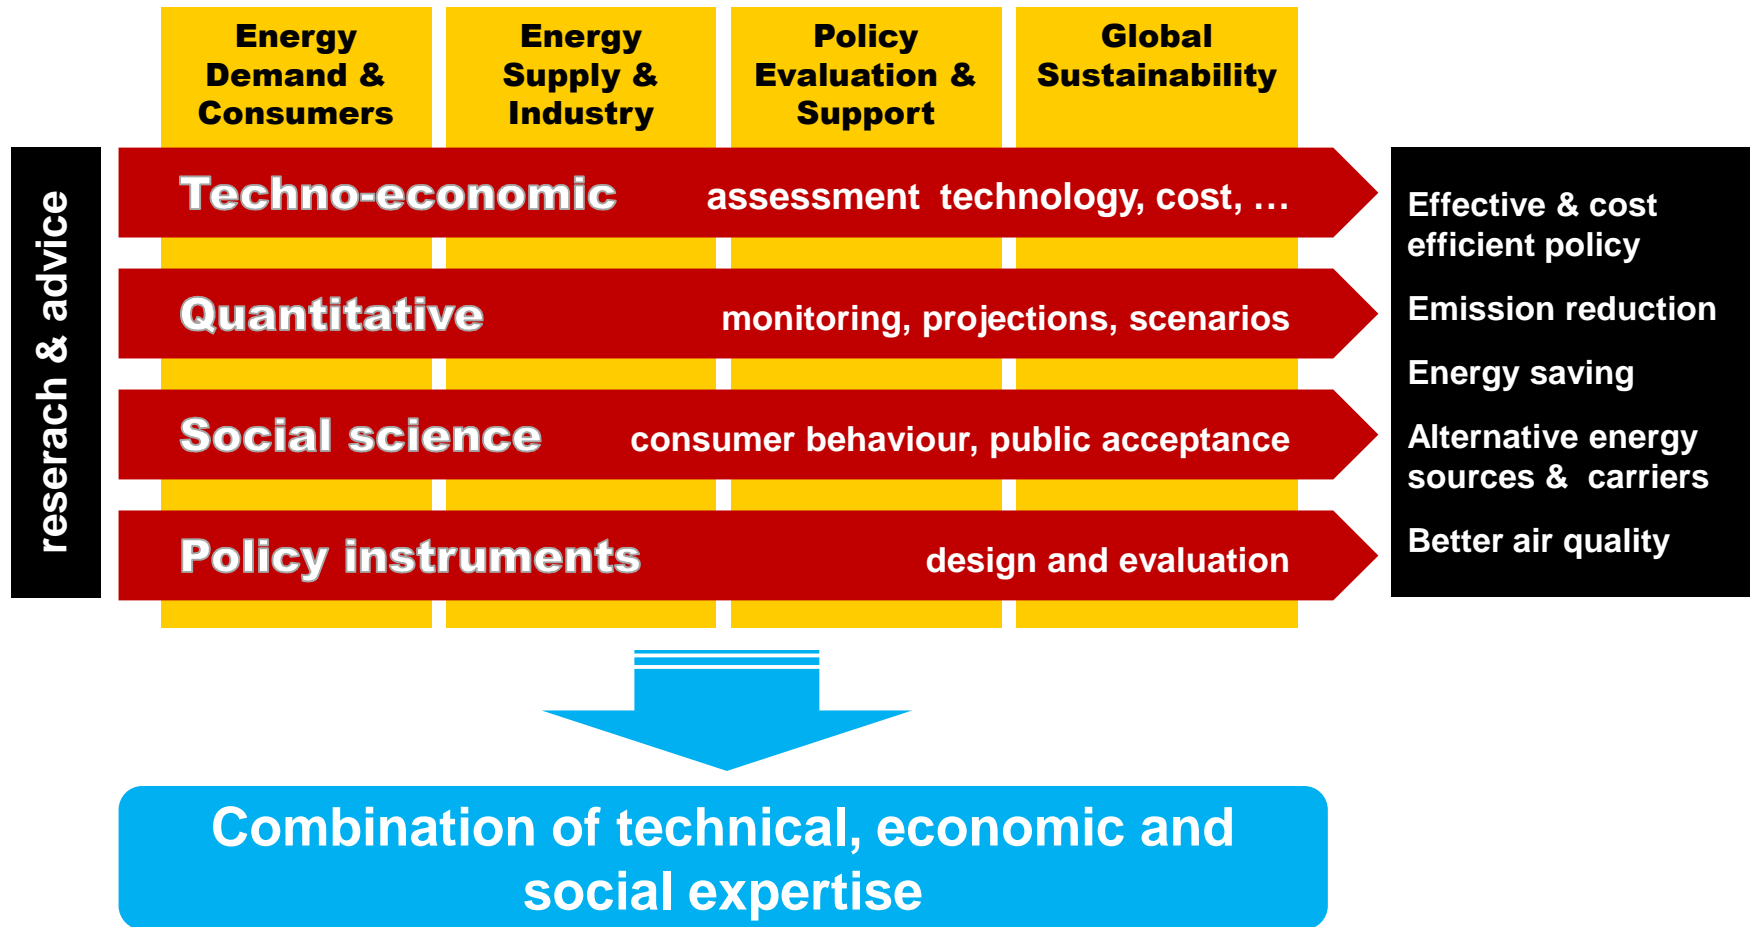 Energy
Demand &
Consumers
Energy
Supply &
Industry
Policy
Evaluation &
Support
Global
Sustainability
reserach & advice
Techno-economic assessment  technology, cost, …
Quantitative monitoring, projections, scenarios
Social science consumer behaviour, public acceptance
Policy instruments design and evaluation
Effective & cost
efficient policy
Emission reduction
Energy saving
Alternative energy
sources &  carriers
Better air quality
Combination of technical, economic and
social expertise